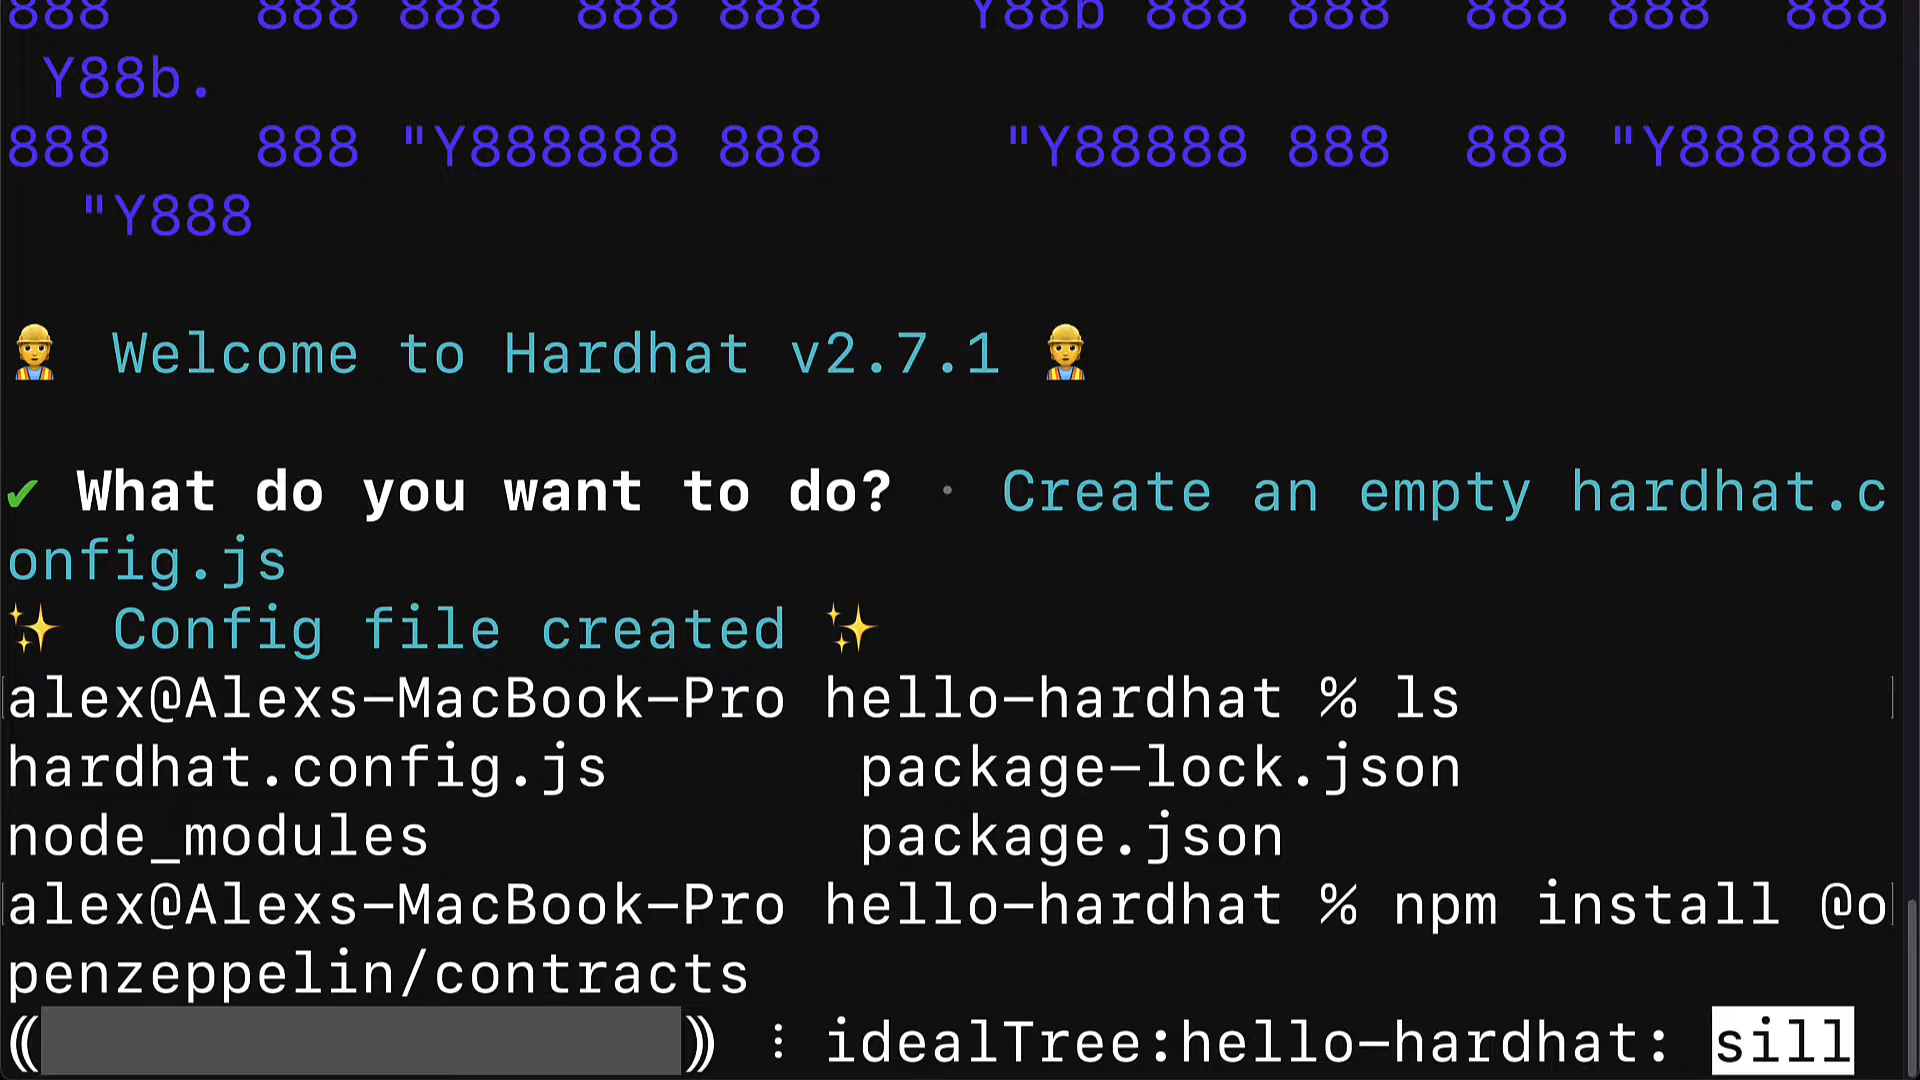 888    888 888  888 888    Y88b 888 888  888 888  888
 Y88b.
888    888 "Y888888 888     "Y88888 888  888 "Y888888
  "Y888
👷 Welcome to Hardhat v2.7.1 👷
✔ What do you want to do? · Create an empty hardhat.c
onfig.js
✨ Config file created ✨
alex@Alexs-MacBook-Pro hello-hardhat % ls
hardhat.config.js       package-lock.json
node_modules            package.json
alex@Alexs-MacBook-Pro hello-hardhat % npm install @o
penzeppelin/contracts
⸨                  ⸩ ⠸ idealTree:hello-hardhat: sill